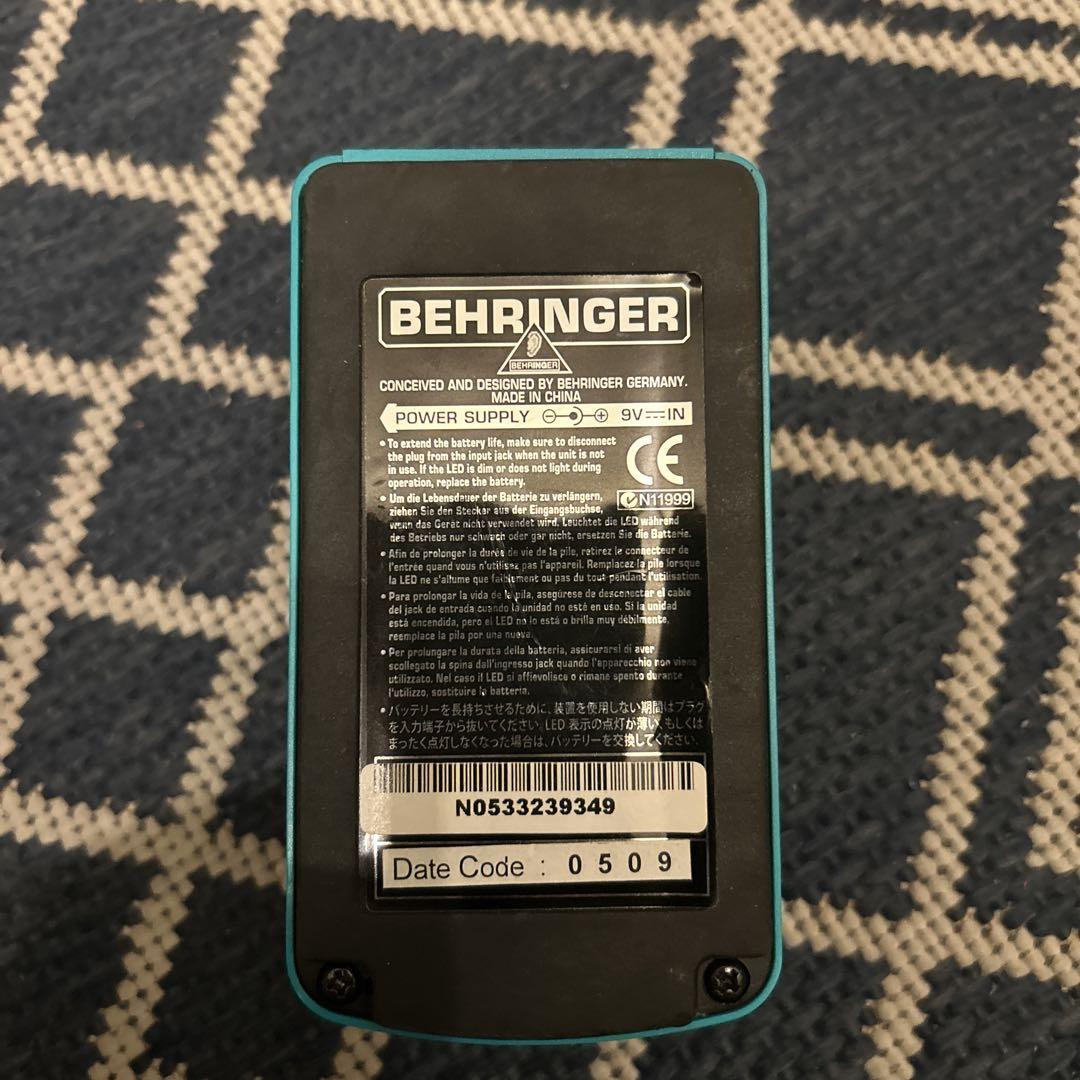 BEHRINGER
BEHRINGER
CONCEIVED AND DESIGNED BY BEHRINGER GERMANY.
MADE IN CHINA
POWER SUPPLY - + 9V IN
• To extend the battery life, make sure to disconnect
the plug from the input jack when the unit is not
in use. If the LED is dim or does not light during
operation, replace the battery.
CE
N11999
• Um die Lebensdauer der Batterie zu verlängern,
ziehen Sie den Stecker aus der Eingangsbuchse,
wenn das Gerät nicht verwendet wird. Leuchtet die LED während
des Betriebs nur schwach oder gar nicht, ersetzen Sie die Batterie.
• Afin de prolonger la durée de vie de la pile, retirez le connecteur de
l'entrée quand vous n'utilisez pas l'appareil. Remplacez la pile lorsque
la LED ne s'allume que faiblement ou pas du tout pendant l'utilisation.
• Para prolongar la vida de la pila, asegúrese de desconectar el cable
del jack de entrada cuando la unidad no esté en uso. Si la unidad
está encendida, pero el LED no lo está o brilla muy débilmente,
reemplace la pila por una nueva.
• Per prolungare la durata della batteria, assicurarsi di aver
scollegato la spina dall'ingresso jack quando l'apparecchio non viene
utilizzato. Nel caso il LED si affievolisco o rimane spento durante
l'utilizzo, sostituire la batteria.
• バッテリーを長持ちさせるために、装置を使用しない期間はプラグ
を入力端子から抜いてください。LED 表示の点灯が薄い、もしくは
まったく点灯しなくなった場合は、バッテリーを交換してください。
N0533239349
Date Code : 0 5 0 9